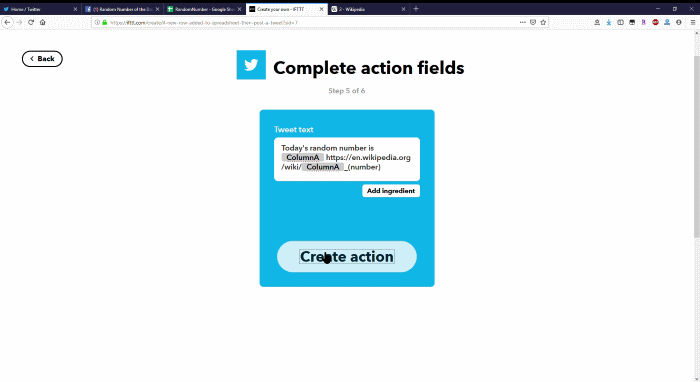 Home / Twitter
(1) Random Number of the D
RandomNumber - Google She
Create your own - IFTTT
3 - Wikipedia
https://ifttt.com/create/if-new-row-added-to-spreadsheet-then-post-a-tweet?sid=7
Back
Complete action fields
Step 5 of 6
Tweet text
Today's random number is
ColumnA https://en.wikipedia.org
/wiki/ ColumnA _(number)
Add ingredient
Create action